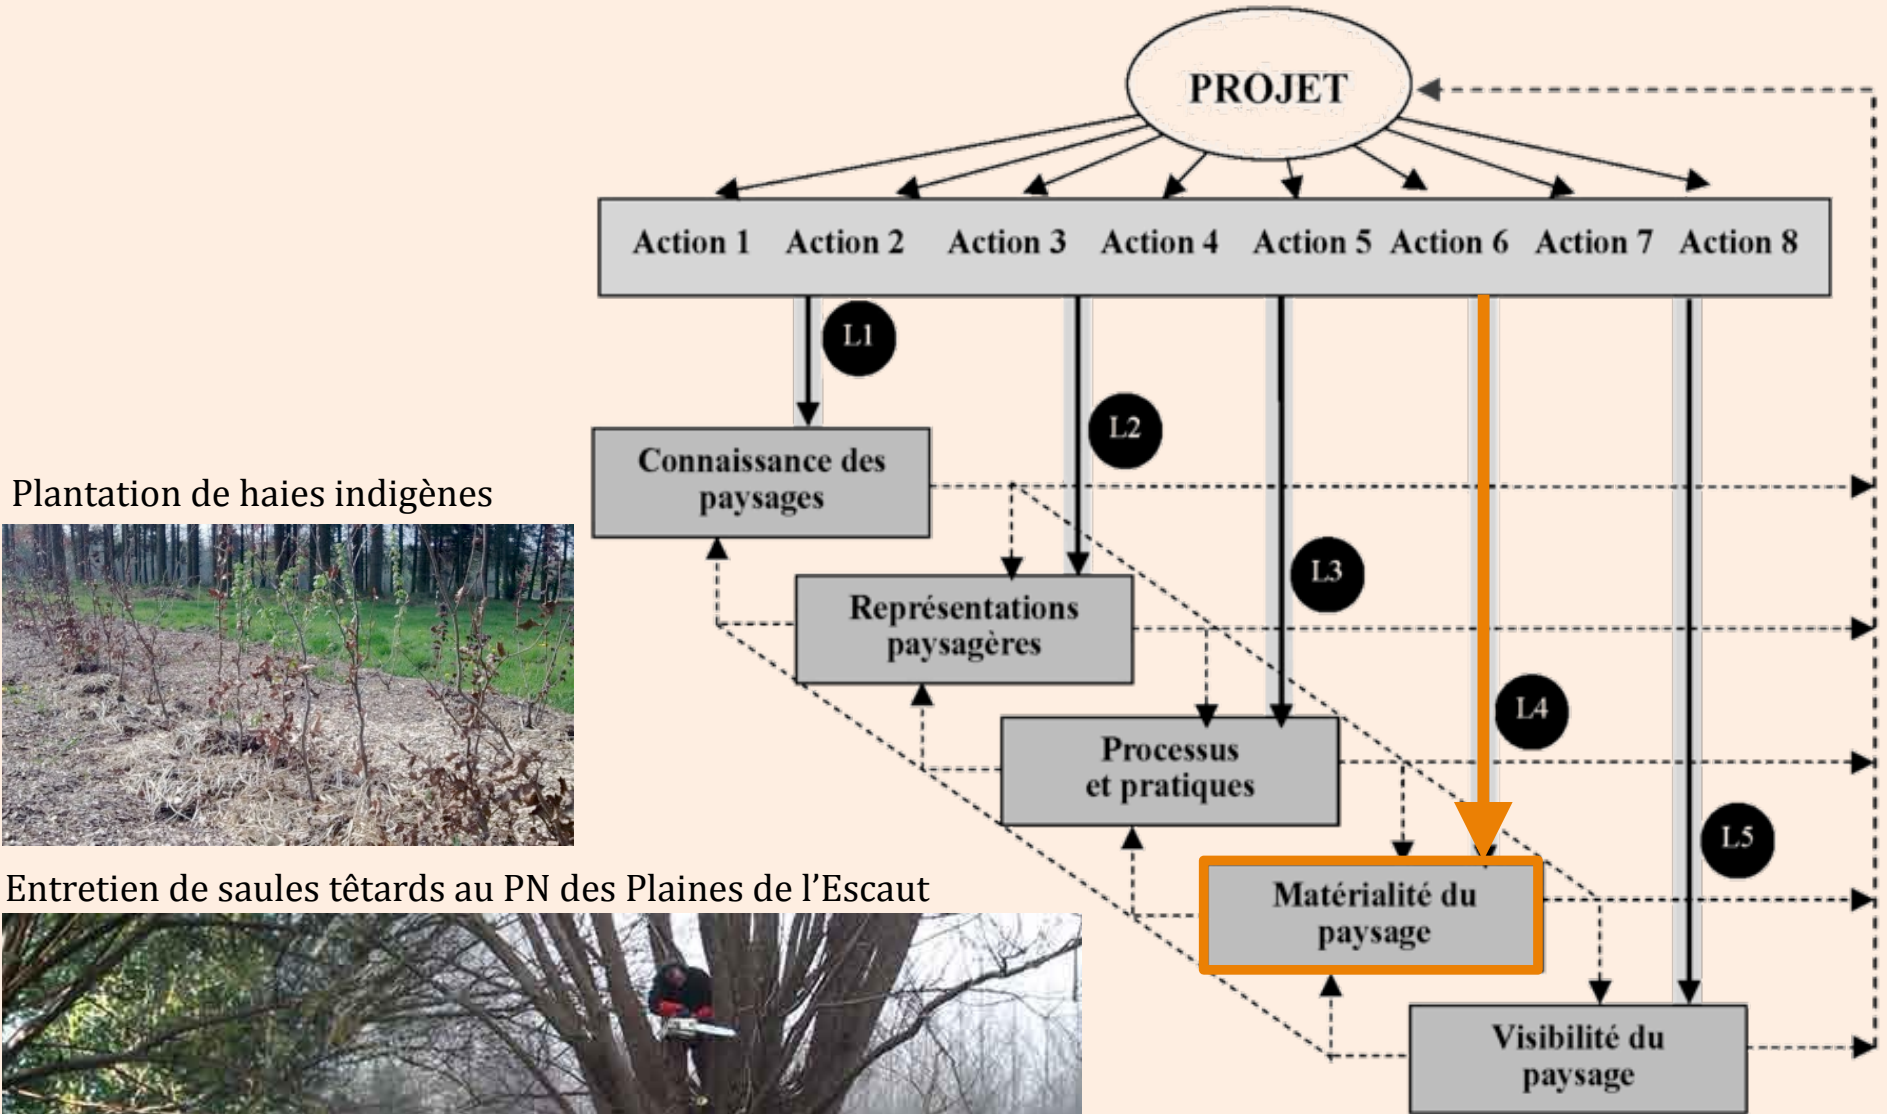 PROJET
Action 1 Action 2 Action 3 Action 4 Action 5 Action 6 Action 7 Action 8
L1
L2
Connaissance des
paysages
Plantation de haies indigènes
L3
Représentations
paysagères
L4
Processus
et pratiques
L5
Entretien de saules têtards au PN des Plaines de l’Escaut
Matérialité du
paysage
Visibilité du
paysage